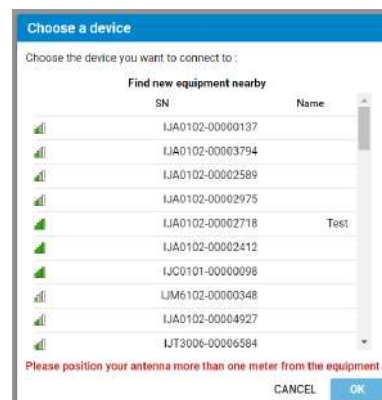 Choose a device
Choose the device you want to connect to :
Find new equipment nearby
SN Name
IJA0102-00000137
IJA0102-00003794
IJA0102-00002589
IJA0102-00002975
IJA0102-00002718 Test
IJA0102-00002412
IJC0101-00000098
IJM6102-00000348
IJA0102-00004927
IJT3006-00006584
Please position your antenna more than one meter from the equipment
CANCEL OK